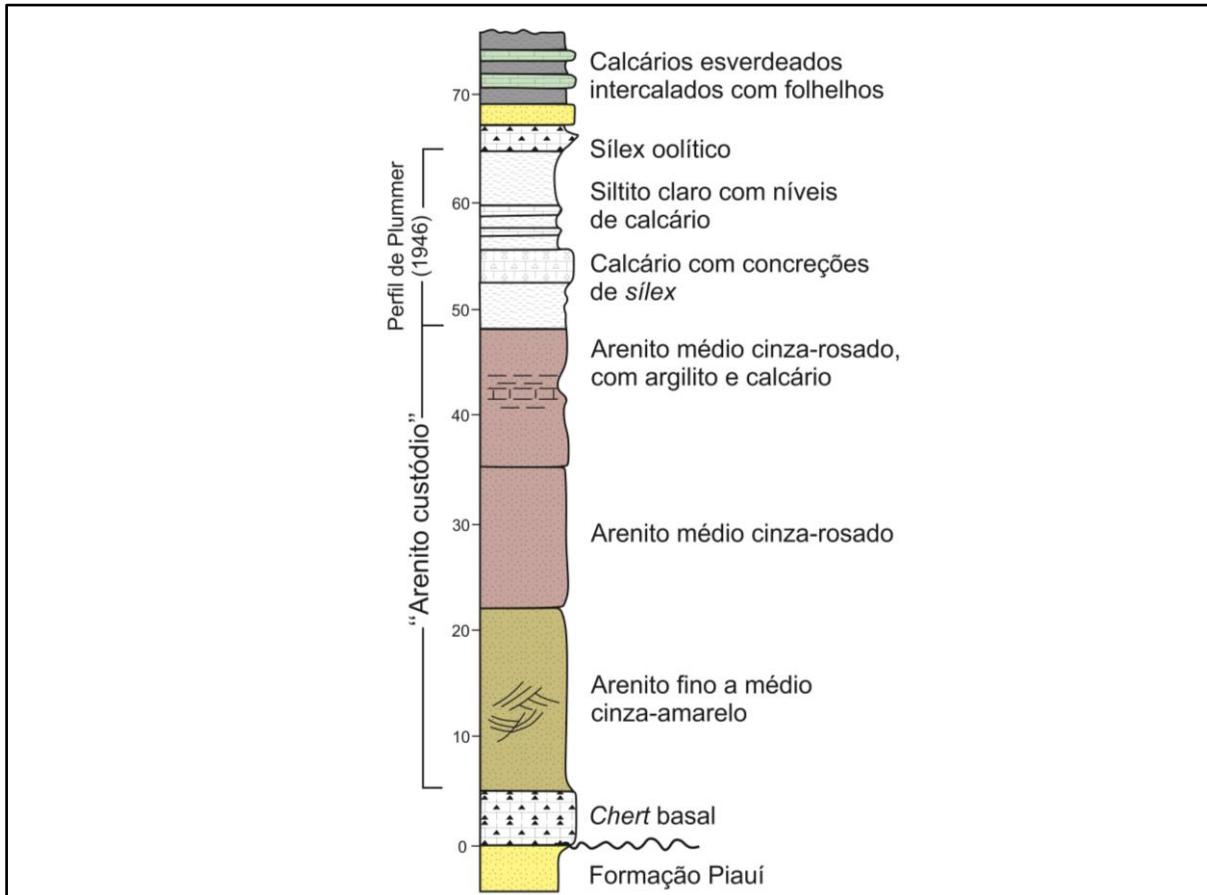 Calcários esverdeados
intercalados com folhelhos
70
Sílex oolítico
Perfil de Plummer
(1946)
Siltito claro com níveis
de calcário
60
Calcário com concreções
de sílex
50
Arenito médio cinza-rosado,
com argilito e calcário
40
“Arenito custódio”
30
Arenito médio cinza-rosado
20
Arenito fino a médio
cinza-amarelo
10
Chert basal
0
Formação Piauí